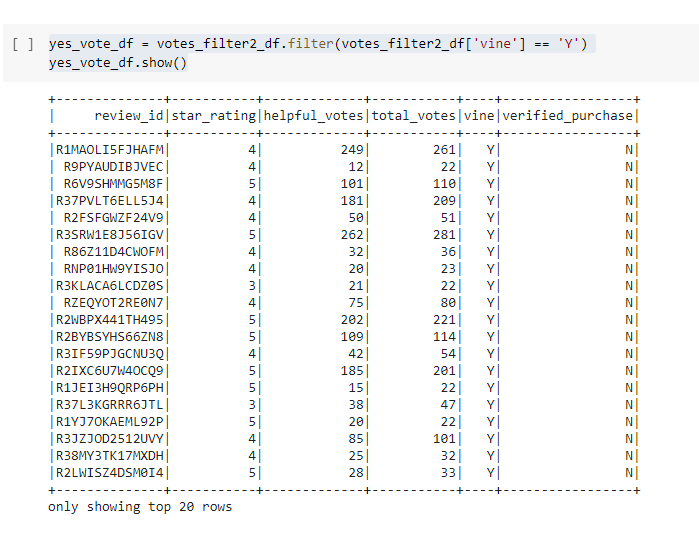 [ ] yes_vote_df = votes_filter2_df.filter(votes_filter2_df['vine'] == 'Y')
yes_vote_df.show()
+--------------+-----------+-------------+-----------+----+-----------------+
|     review_id|star_rating|helpful_votes|total_votes|vine|verified_purchase|
+--------------+-----------+-------------+-----------+----+-----------------+
|R1MAOLI5FJHAFM|          4|          249|        261|   Y|                N|
| R9PYAUDIBJVEC|          4|           12|         22|   Y|                N|
| R6V9SHMMG5M8F|          5|          101|        110|   Y|                N|
|R37PVLT6ELL5J4|          4|          181|        209|   Y|                N|
| R2FSFGWZF24V9|          4|           50|         51|   Y|                N|
|R3SRW1E8J56IGV|          5|          262|        281|   Y|                N|
| R86Z11D4CWOFM|          4|           32|         36|   Y|                N|
| RNP01HW9YISJO|          4|           20|         23|   Y|                N|
|R3KLACA6LCDZ0S|          3|           21|         22|   Y|                N|
| RZEQYOT2RE0N7|          4|           75|         80|   Y|                N|
|R2WBPX441TH495|          5|          202|        221|   Y|                N|
|R2BYBSYHS66ZN8|          5|          109|        114|   Y|                N|
|R3IF59PJGCNU3Q|          4|           42|         54|   Y|                N|
|R2IXC6U7W4OCQ9|          5|          185|        201|   Y|                N|
|R1JEI3H9QRP6PH|          5|           15|         22|   Y|                N|
|R37L3KGRRR6JTL|          3|           38|         47|   Y|                N|
|R1YJ7OKAEML92P|          5|           20|         22|   Y|                N|
|R3JZJOD2512UVY|          4|           85|        101|   Y|                N|
|R38MY3TK17MXDH|          4|           25|         32|   Y|                N|
|R2LWISZ4DSM0I4|          5|           28|         33|   Y|                N|
+--------------+-----------+-------------+-----------+----+-----------------+
only showing top 20 rows